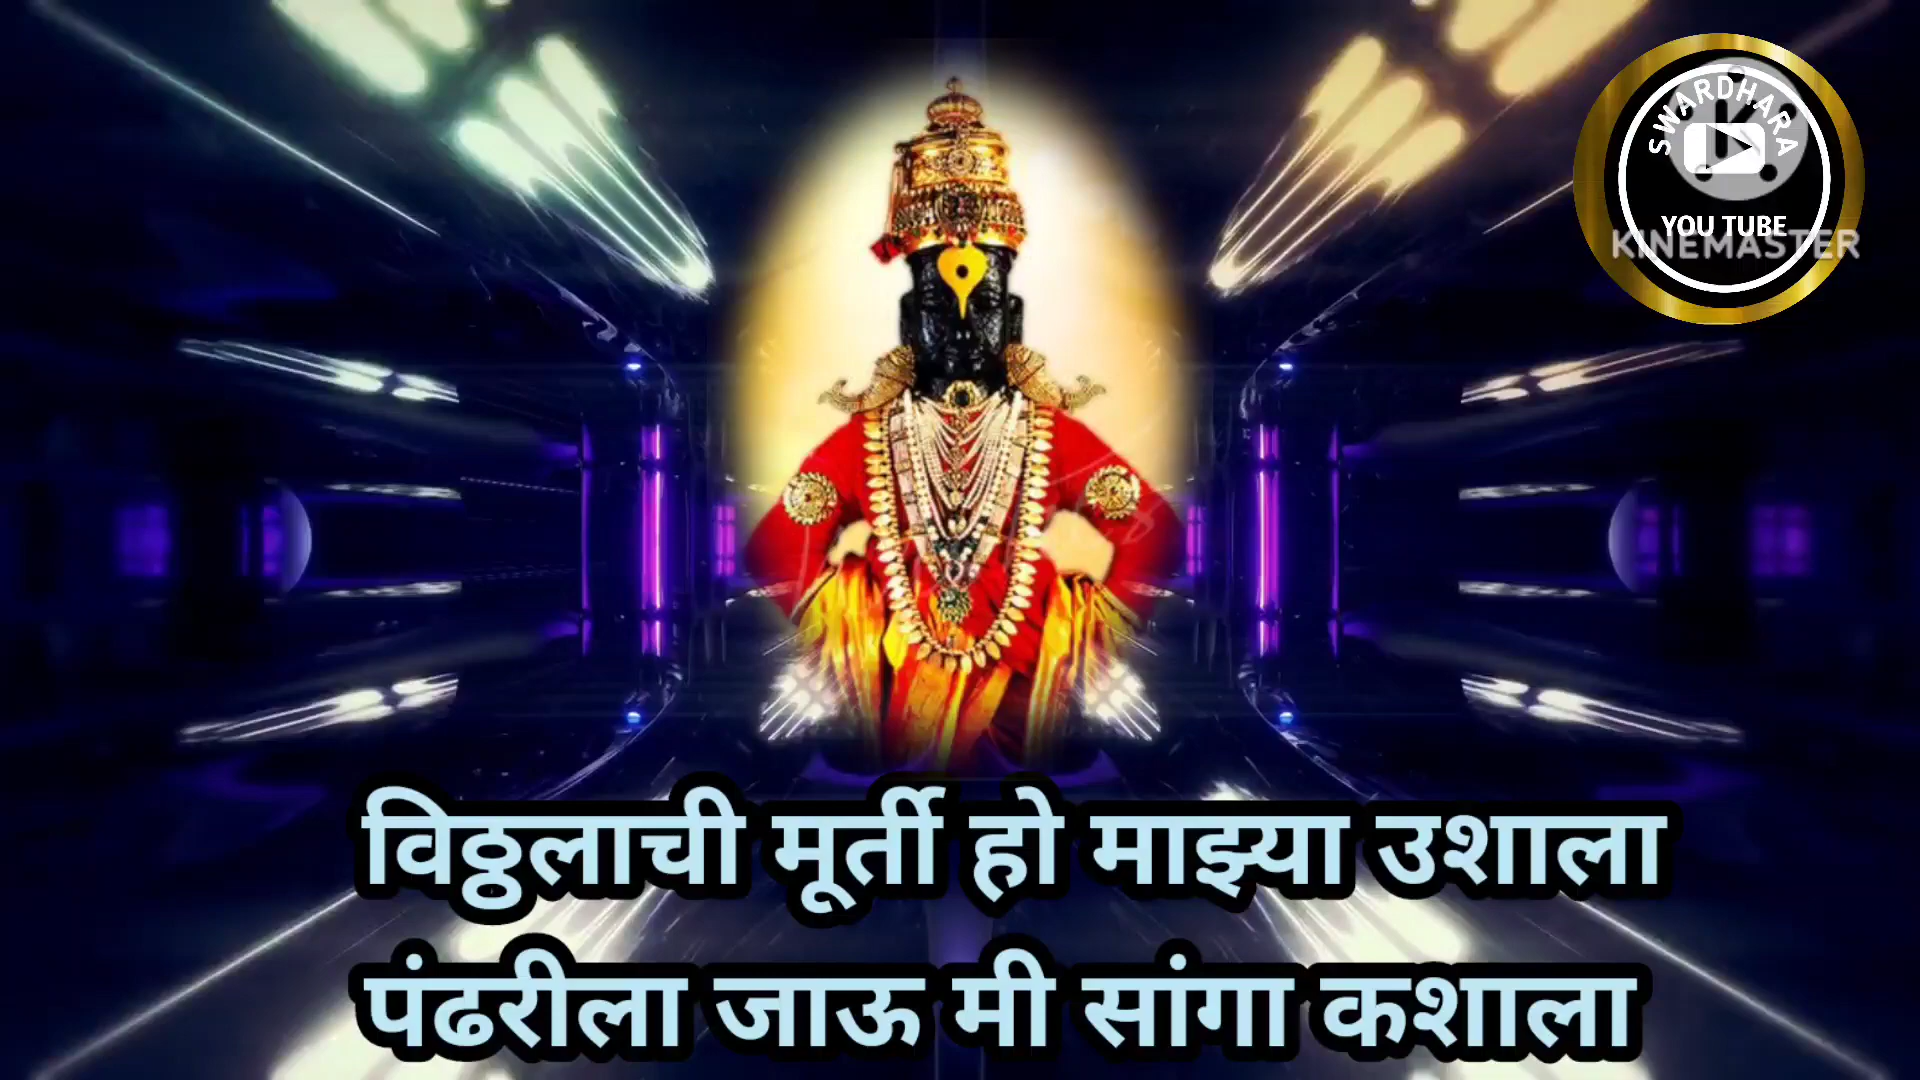 SWARDHARA
YOU TUBE
KINEMASTER
विठ्ठलाची मूर्ती हो माझ्या उशाला
पंढरीला जाऊ मी सांगा कशाला